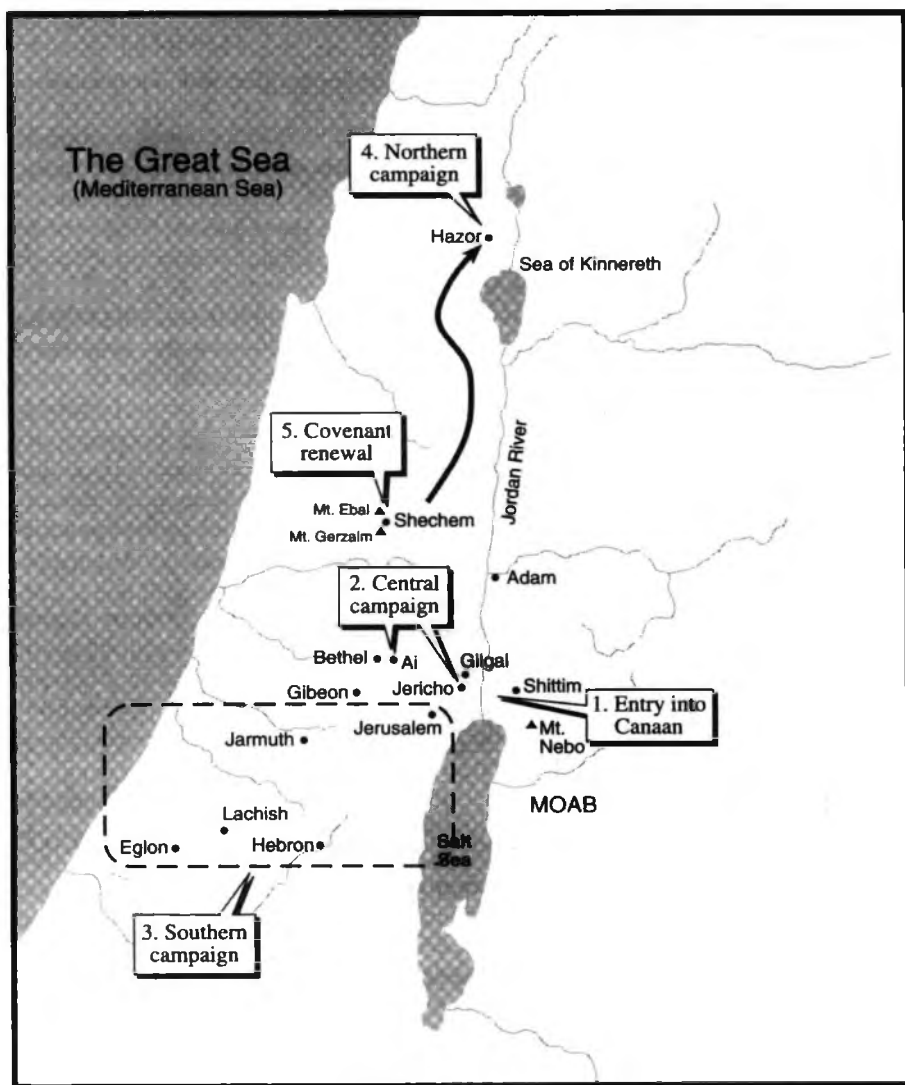 The Great Sea
(Mediterranean Sea)
4. Northern
campaign
Hazor
Sea of Kinnereth
Jordan River
5. Covenant
renewal
Mt. Ebal
Shechem
Mt. Gerzaim
Adam
2. Central
campaign
Bethel
Ai
Gilgal
Jericho
Shittim
Gibeon
1. Entry into
Canaan
Jerusalem
Mt.
Nebo
Jarmuth
MOAB
Lachish
Eglon
Hebron
Salt
Sea
3. Southern
campaign